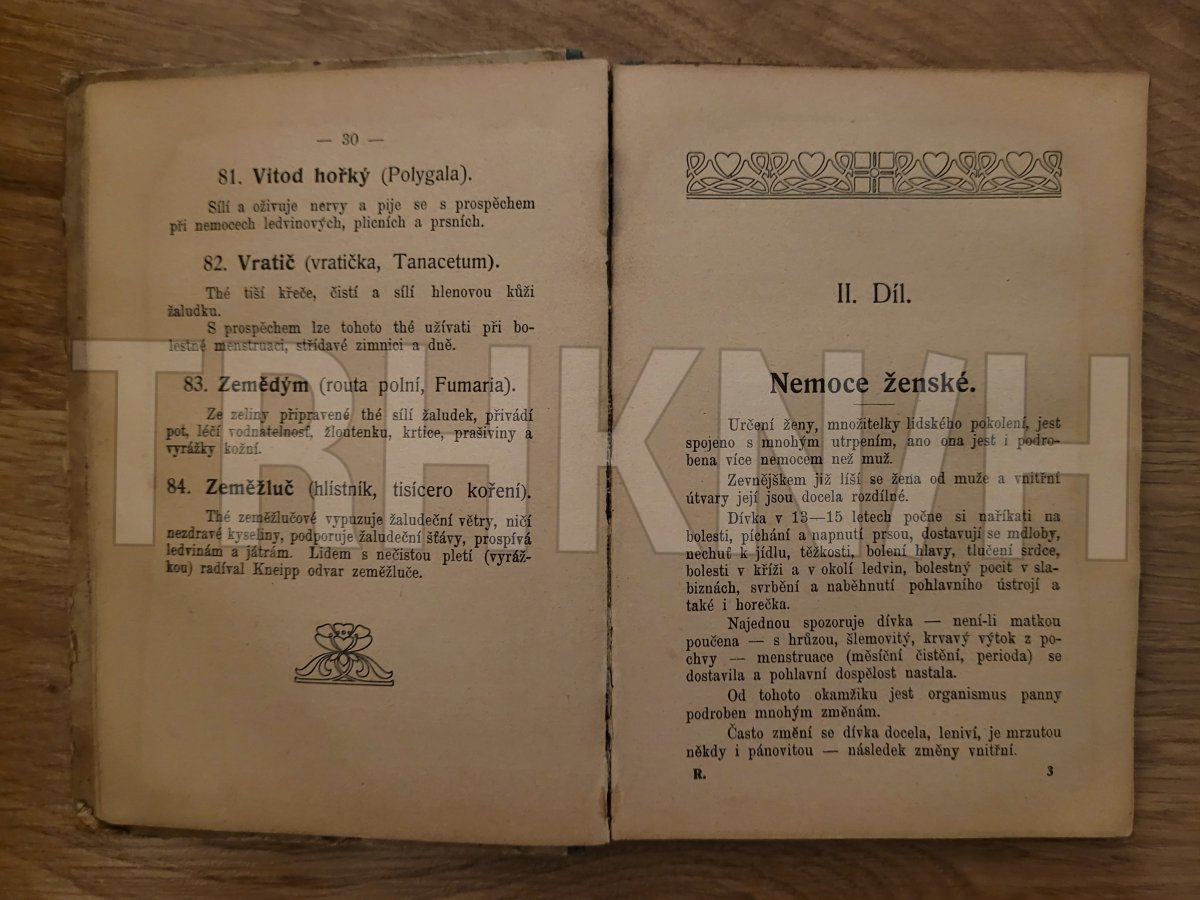 — 30 —
81. Vitod hořký (Polygala).
Sílí a oživuje nervy a pije se s prospěchem
při nemocech ledvinových, plicních a prsních.
82. Vratič (vratička, Tanacetum).
Thé tiší křeče, čistí a sílí hlenovou kůži
žaludku.
S prospěchem lze tohoto thé užívati při bo-
lestné menstruaci, střídavé zimnici a dně.
83. Zemědým (routa polní, Fumaria).
Ze zeliny připravené thé sílí žaludek, přivádí
pot, léčí vodnatelnosť, žloutenku, krtice, prašiviny a
vyrážky kožní.
84. Zeměžluč (hlístník, tisícero koření).
Thé zeměžlučové vypuzuje žaludeční větry, ničí
nezdravé kyseliny, podporuje žaludeční šťávy, prospívá
ledvinám a játrám. Lidem s nečistou pletí (vyráž-
kou) radíval Kneipp odvar zeměžluče.
II. Díl.
Nemoce ženské.
Určení ženy, množitelky lidského pokolení, jest
spojeno s mnohým utrpením, ano ona jest i podro-
bena více nemocem než muž.
Zevnějškem již líší se žena od muže a vnitřní
útvary její jsou docela rozdílné.
Dívka v 13—15 letech počne si naříkati na
bolesti, píchání a napnutí prsou, dostavují se mdloby,
nechuť k jídlu, těžkosti, bolení hlavy, tlučení srdce,
bolesti v kříži a v okolí ledvin, bolestný pocit v sla-
biznách, svrbění a naběhnutí pohlavního ústrojí a
také i horečka.
Najednou spozoruje dívka — není-li matkou
poučena — s hrůzou, šlemovitý, krvavý výtok z po-
chvy — menstruace (měsíční čistění, perioda) se
dostavila a pohlavní dospělost nastala.
Od tohoto okamžiku jest organismus panny
podroben mnohým změnám.
Často změní se dívka docela, leniví, je mrzutou
někdy i pánovitou — následek změny vnitřní.
R. 3
TRHKNIH